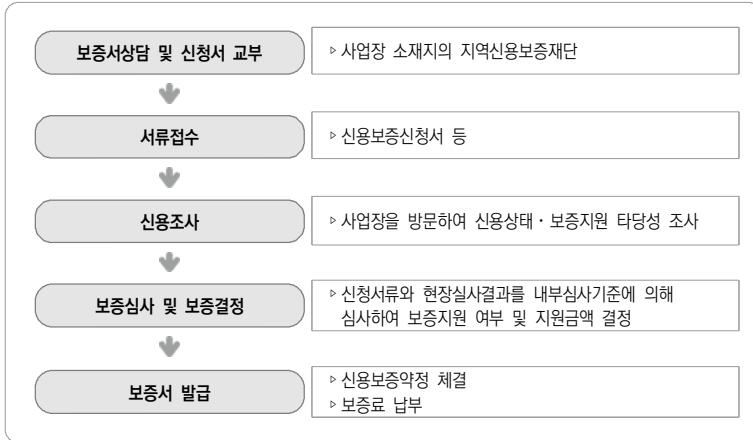 보증서상담 및 신청서 교부
▹사업장 소재지의 지역신용보증재단
서류접수
▹신용보증신청서 등
신용조사
▹사업장을 방문하여 신용상태·보증지원 타당성 조사
보증심사 및 보증결정
▹신청서류와 현장실사결과를 내부심사기준에 의해
심사하여 보증지원 여부 및 지원금액 결정
보증서 발급
▹신용보증약정 체결
▹보증료 납부